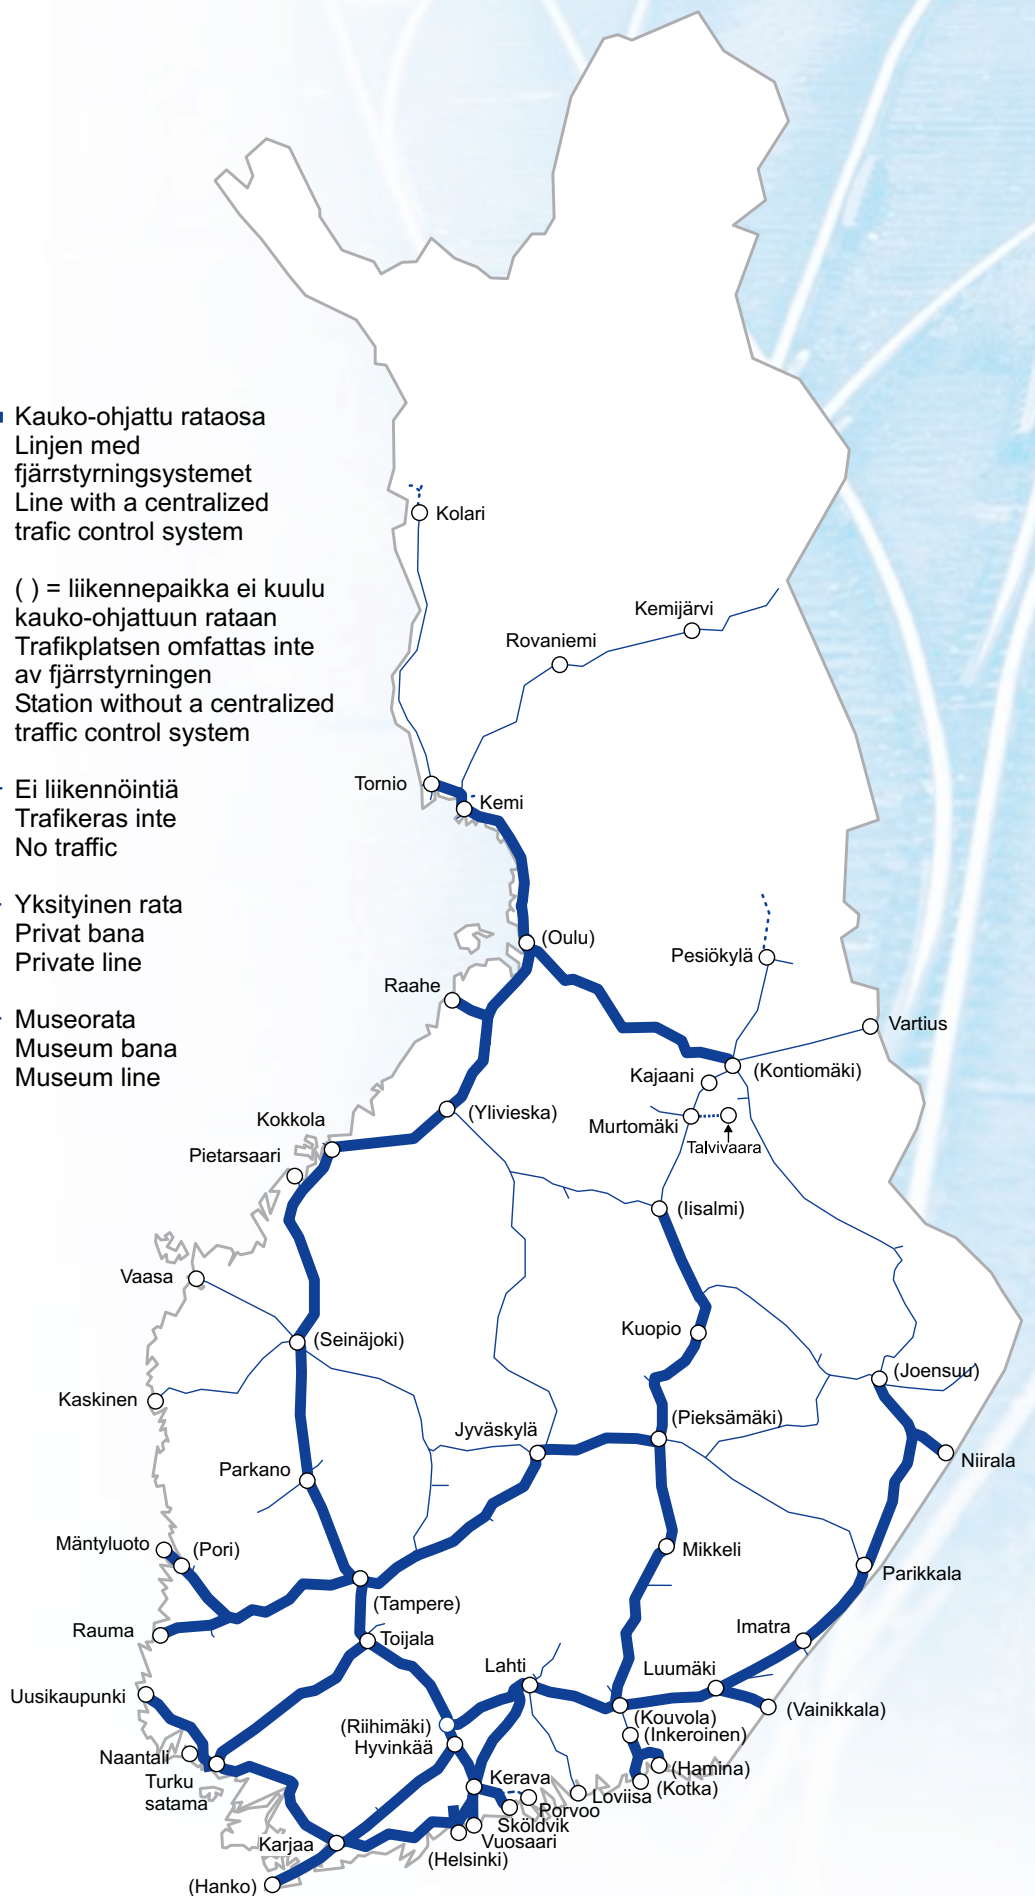 Kauko-ohjattu rataosa
Linjen med
fjärrstyrningsystemet
Line with a centralized
trafic control system
( ) = liikennepaikka ei kuulu
kauko-ohjattuun rataan
Trafikplatsen omfattas inte
av fjärrstyrningen
Station without a centralized
traffic control system
Ei liikennöintiä
Trafikeras inte
No traffic
Yksityinen rata
Privat bana
Private line
Museorata
Museum bana
Museum line
Kolari
Kemijärvi
Rovaniemi
Tornio
Kemi
(Oulu)
Pesiökylä
Raahe
Vartius
(Kontiomäki)
Kajaani
(Ylivieska)
Murtomäki
Kokkola
Talvivaara
Pietarsaari
(Iisalmi)
Vaasa
Kuopio
(Seinäjoki)
(Joensuu)
Kaskinen
(Pieksämäki)
Jyväskylä
Niirala
Parkano
Mäntyluoto
(Pori)
Mikkeli
Parikkala
(Tampere)
Rauma
Imatra
Toijala
Lahti
Luumäki
Uusikaupunki
(Vainikkala)
(Kouvola)
(Riihimäki)
(Inkeroinen)
Hyvinkää
Naantali
(Hamina)
Turku
satama
Kerava
(Kotka)
Loviisa
Porvoo
Sköldvik
Vuosaari
Karjaa
(Helsinki)
(Hanko)